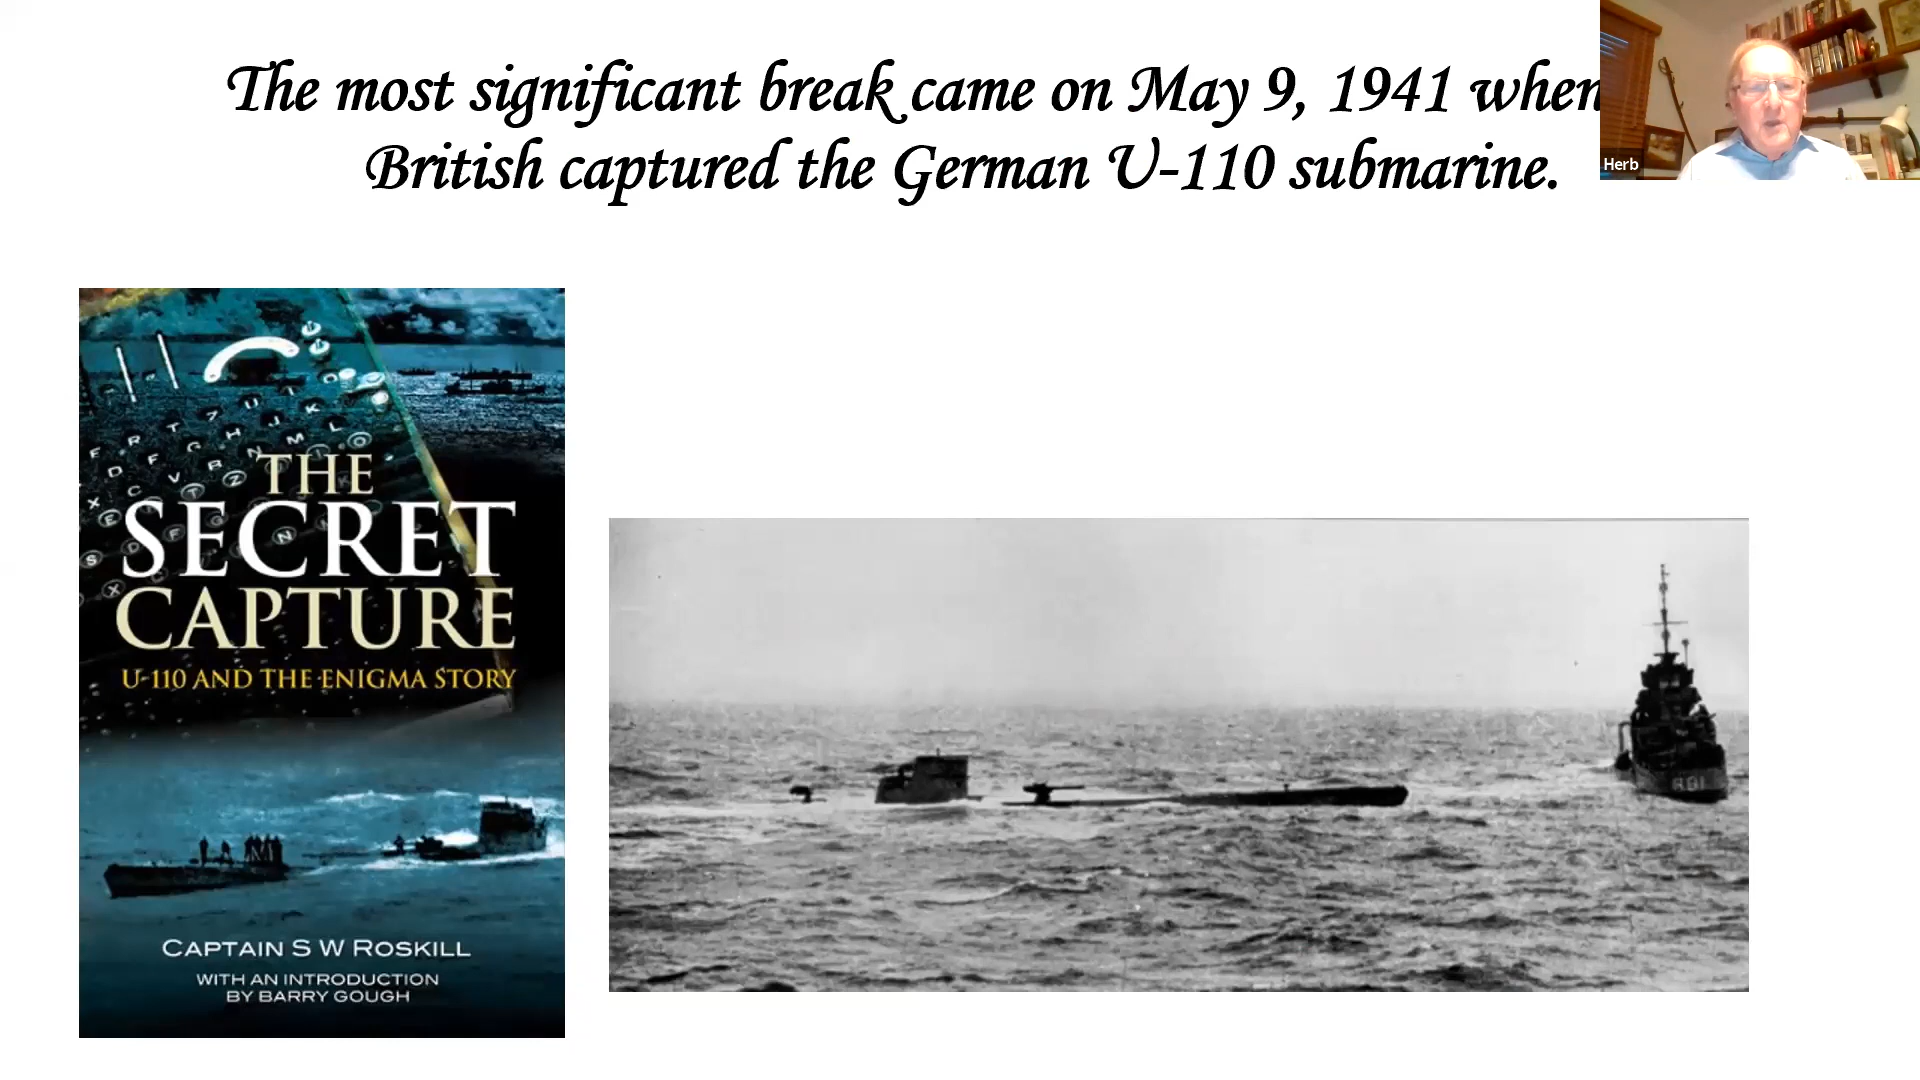 The most significant break came on May 9, 1941 when
British captured the German U-110 submarine.
Herb
THE
SECRET
CAPTURE
U-110 AND THE ENIGMA STORY
CAPTAIN S W ROSKILL
WITH AN INTRODUCTION
BY BARRY GOUGH